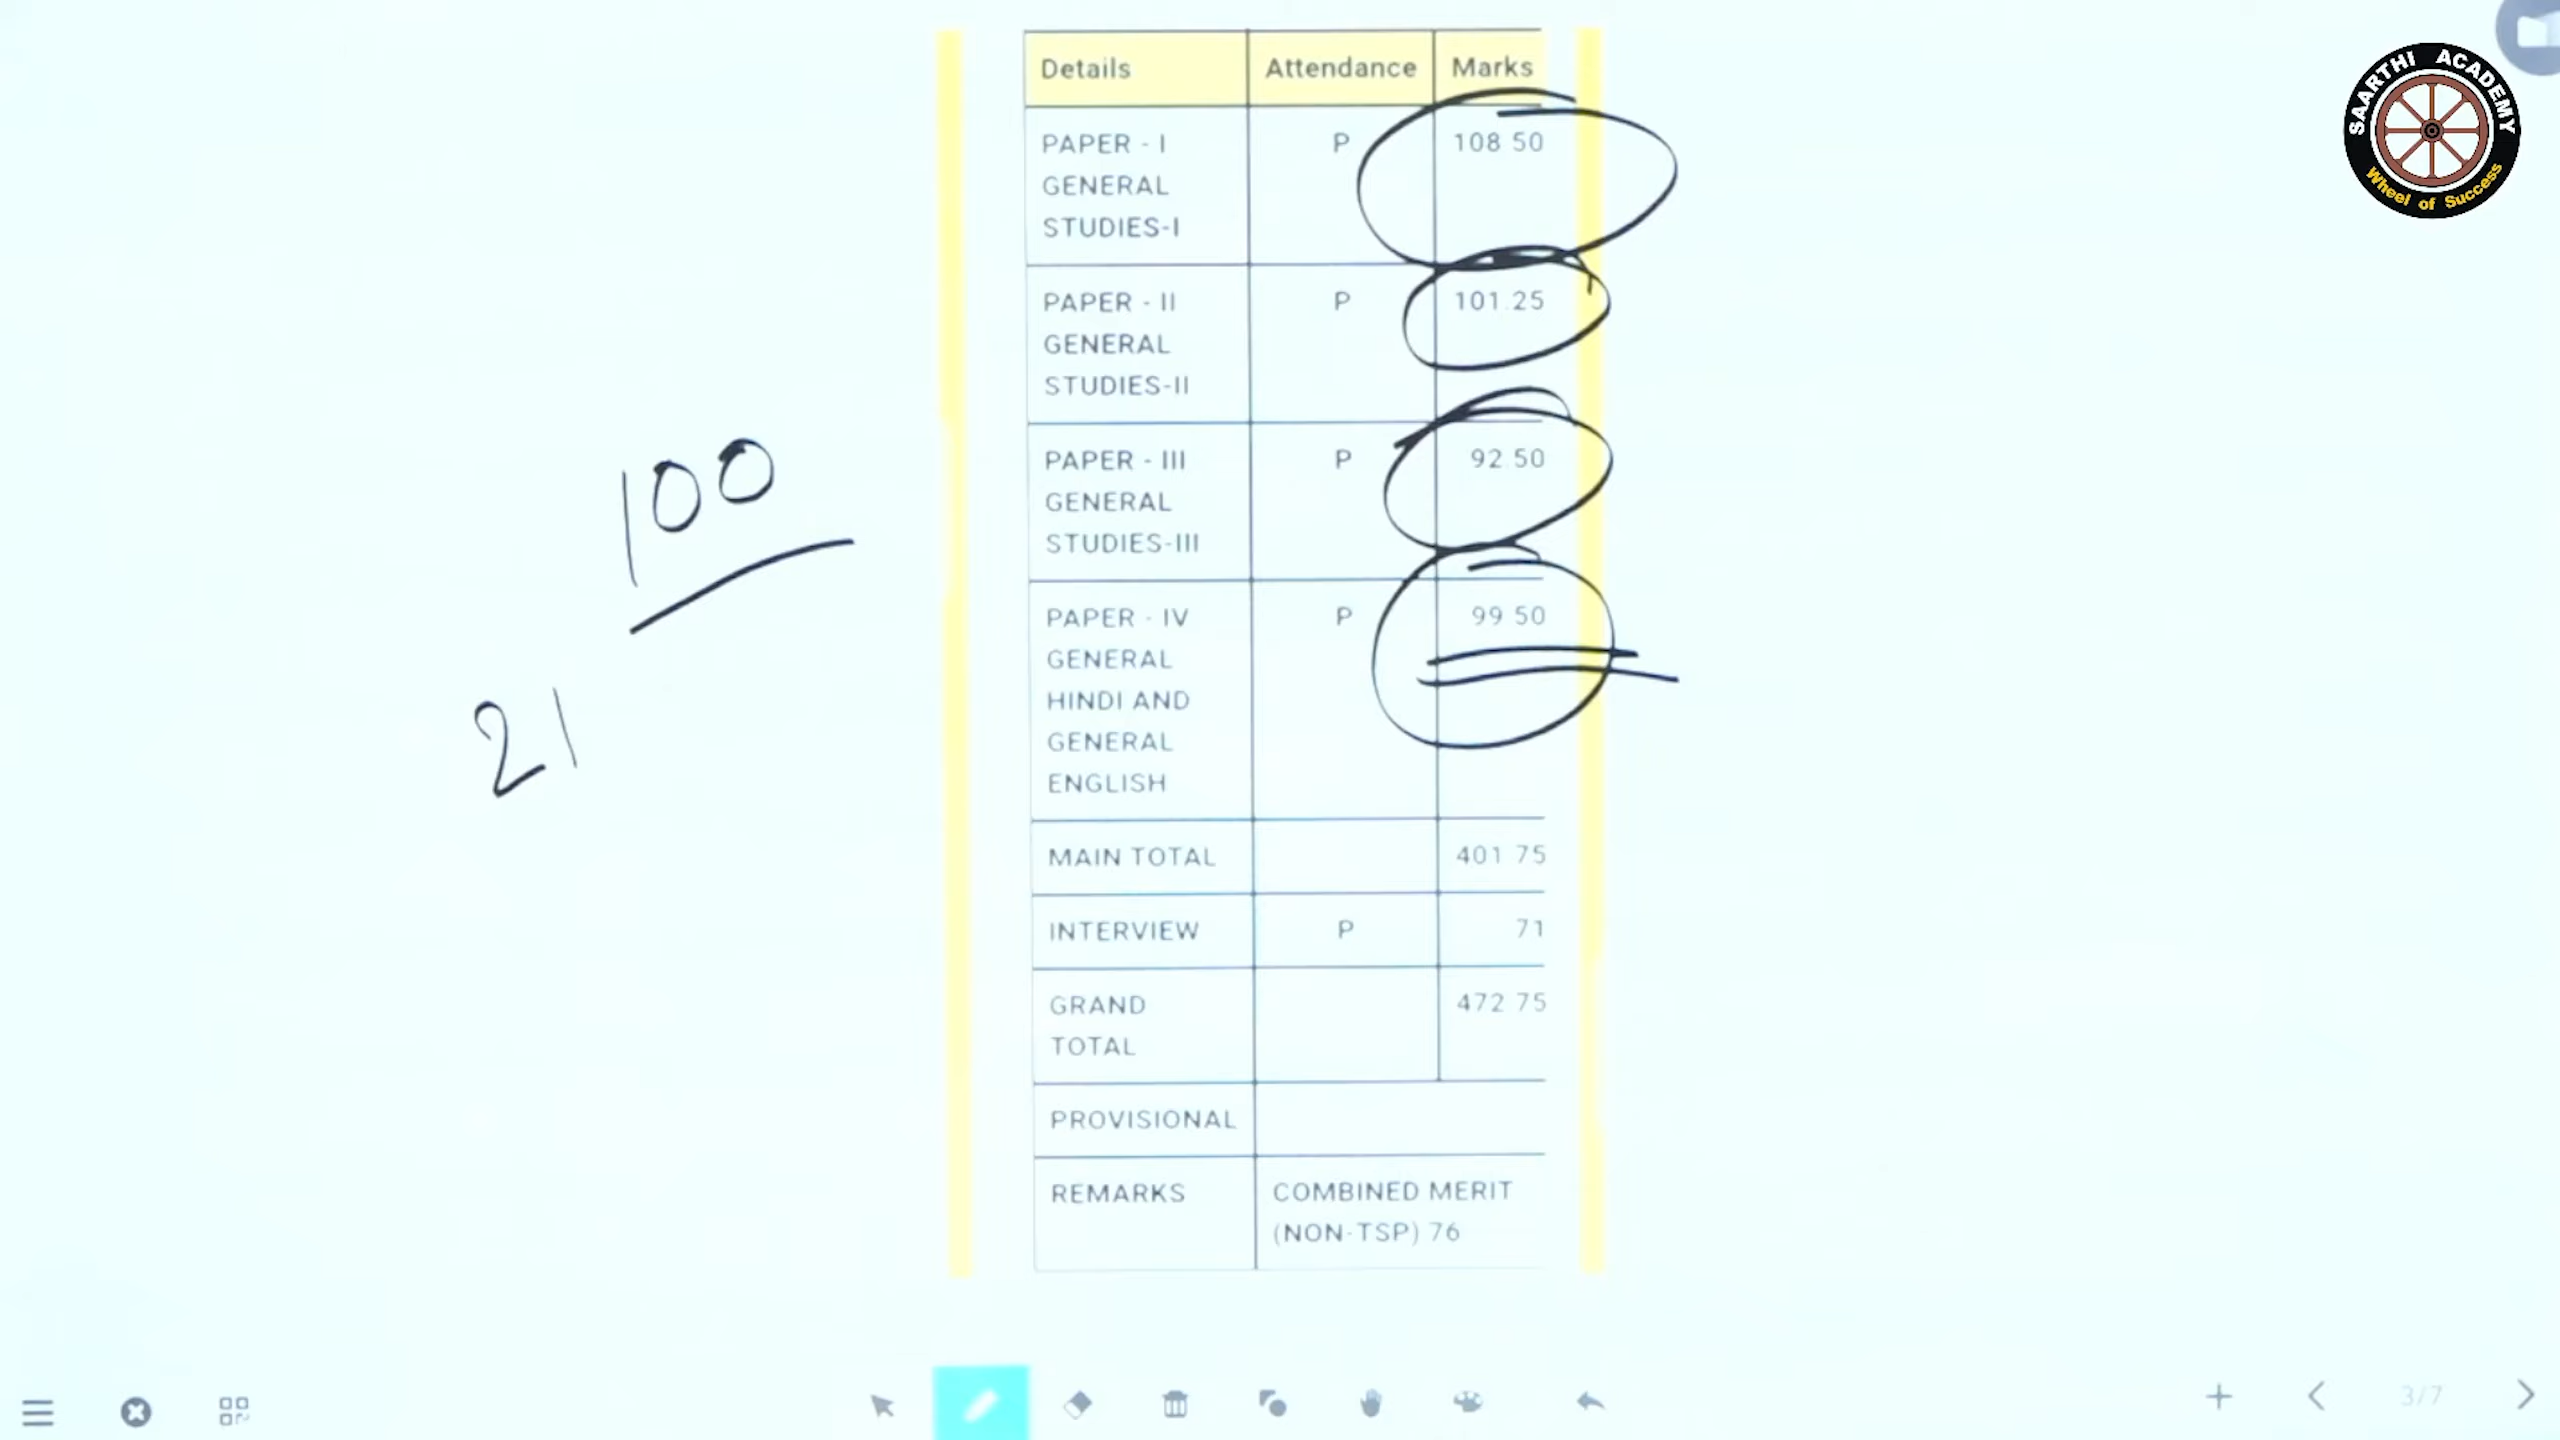 Details Attendance Marks
PAPER - I P 108 50
GENERAL
STUDIES-I
PAPER - II P 101.25
GENERAL
STUDIES-II
PAPER - III P 92.50
GENERAL
STUDIES-III
PAPER - IV P 99 50
GENERAL
HINDI AND
GENERAL
ENGLISH
MAIN TOTAL 401 75
INTERVIEW P 71
GRAND 472 75
TOTAL
PROVISIONAL
REMARKS COMBINED MERIT
(NON-TSP) 76
100
21
SAARTHI ACADEMY
Wheel of Success
3/7